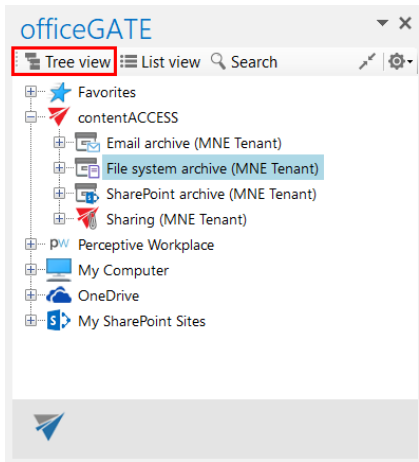 officeGATE
Tree view List view Search
Favorites
contentACCESS
Email archive (MNE Tenant)
File system archive (MNE Tenant)
SharePoint archive (MNE Tenant)
Sharing (MNE Tenant)
pw Perceptive Workplace
My Computer
OneDrive
My SharePoint Sites